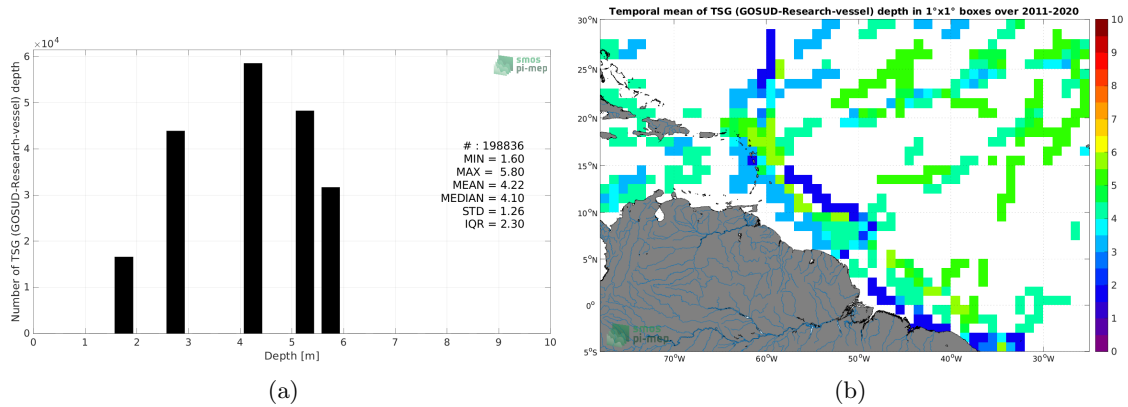 ×10⁴
6
5
4
3
2
1
0
Number of TSG (GOSUD-Research-vessel) depth
smos
pi-mep
# : 198836
MIN = 1.60
MAX = 5.80
MEAN = 4.22
MEDIAN = 4.10
STD = 1.26
IQR = 2.30
0 1 2 3 4 5 6 7 8 9 10
Depth [m]
(a)
Temporal mean of TSG (GOSUD-Research-vessel) depth in 1°x1° boxes over 2011-2020
30°N
25°N
20°N
15°N
10°N
5°N
0°
5°S
70°W 60°W 50°W 40°W 30°W
smos
pi-mep
10
9
8
7
6
5
4
3
2
1
0
(b)